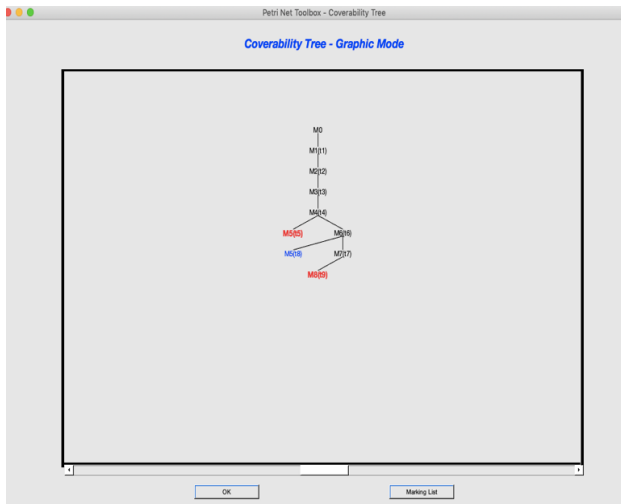 Petri Net Toolbox - Coverability Tree
Coverability Tree - Graphic Mode
M0
M1(t1)
M2(t2)
M3(t3)
M4(t4)
M5(t5) M6(t6)
M5(t8) M7(t7)
M8(t9)
OK Marking List